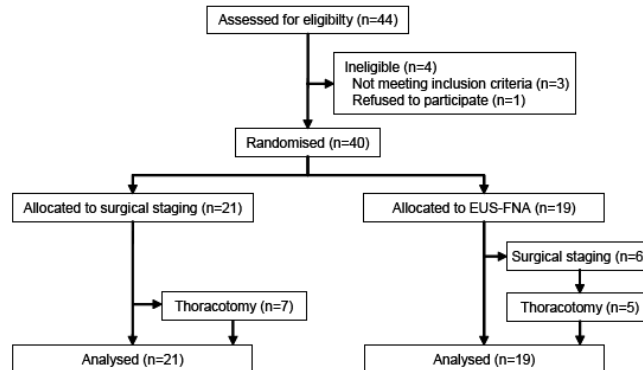 Assessed for eligibilty (n=44)
Ineligible (n=4)
Not meeting inclusion criteria (n=3)
Refused to participate (n=1)
Randomised (n=40)
Allocated to surgical staging (n=21)
Allocated to EUS-FNA (n=19)
Surgical staging (n=6
Thoracotomy (n=7)
Thoracotomy (n=5)
Analysed (n=21)
Analysed (n=19)